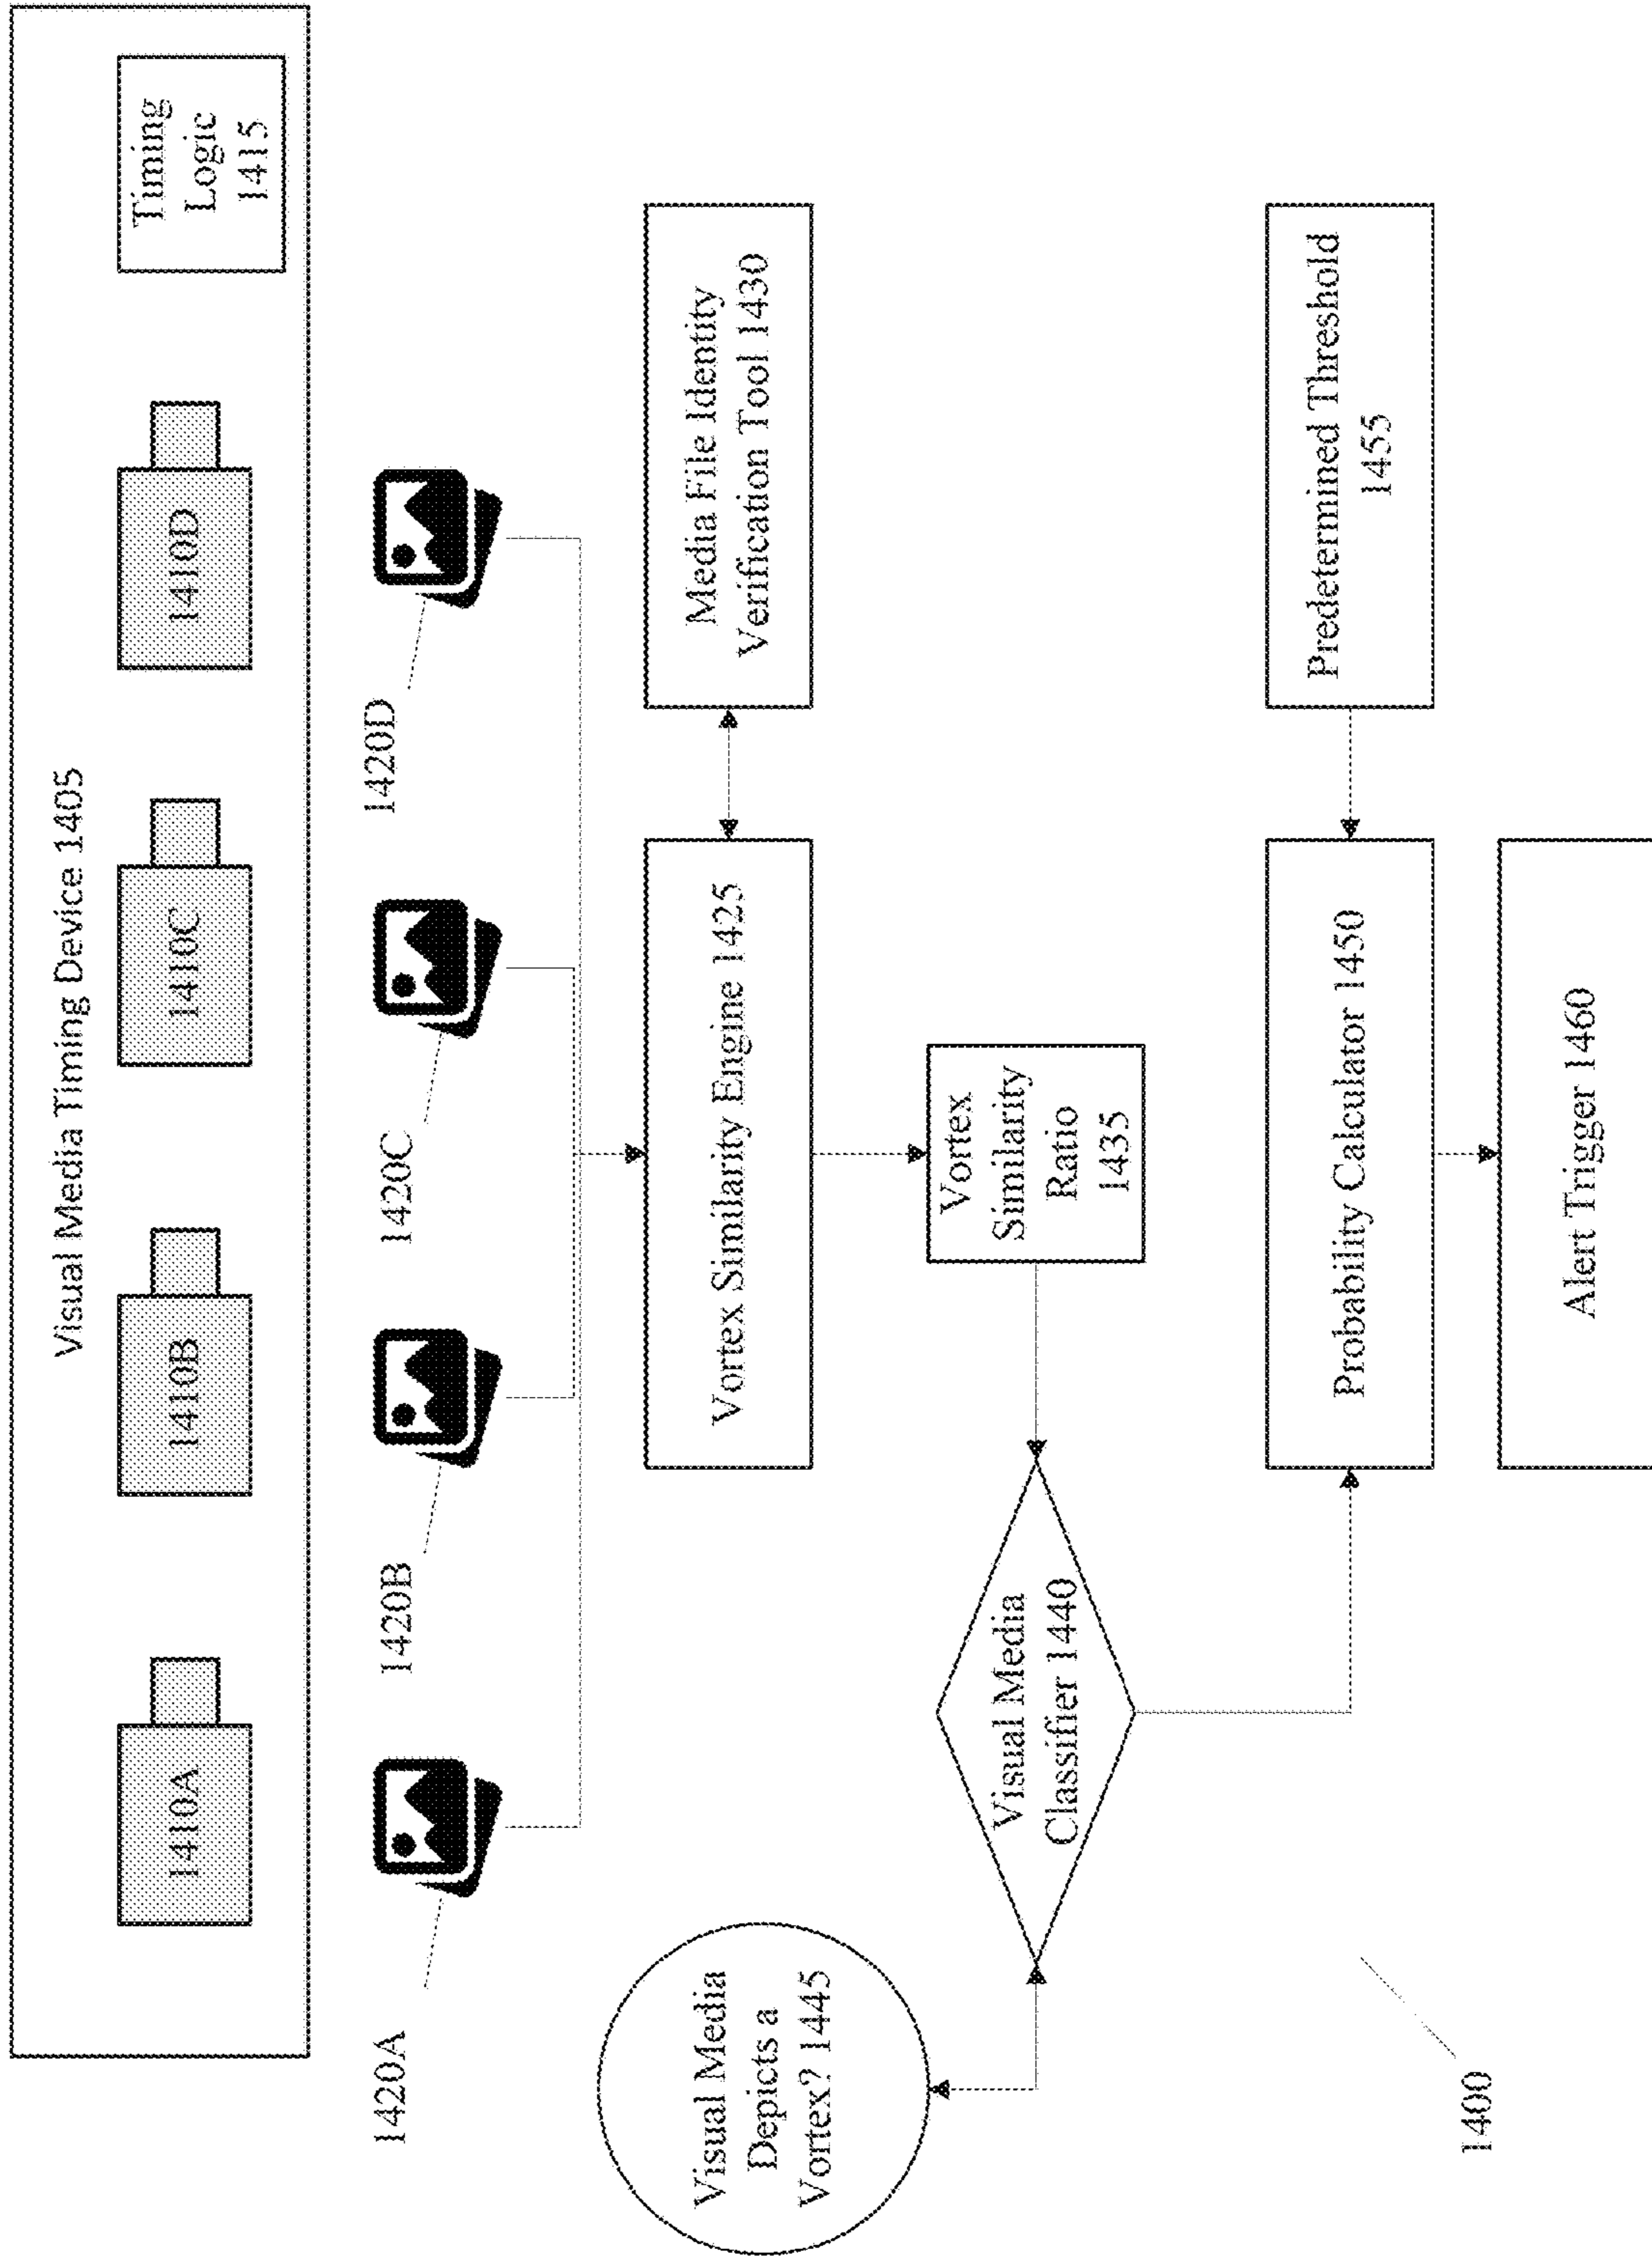 Visual Media Timing Device 1405
1410A
1410B
1410C
1410D
Timing
Logic
1415
1420A
1420B
1420C
1420D
Visual Media
Depicts a
Vortex? 1445
Vortex Similarity Engine 1425
Media File Identity
Verification Tool 1430
Visual Media
Classifier 1440
Vortex
Similarity
Ratio
1435
Probability Calculator 1450
Predetermined Threshold
1455
Alert Trigger 1460
1400